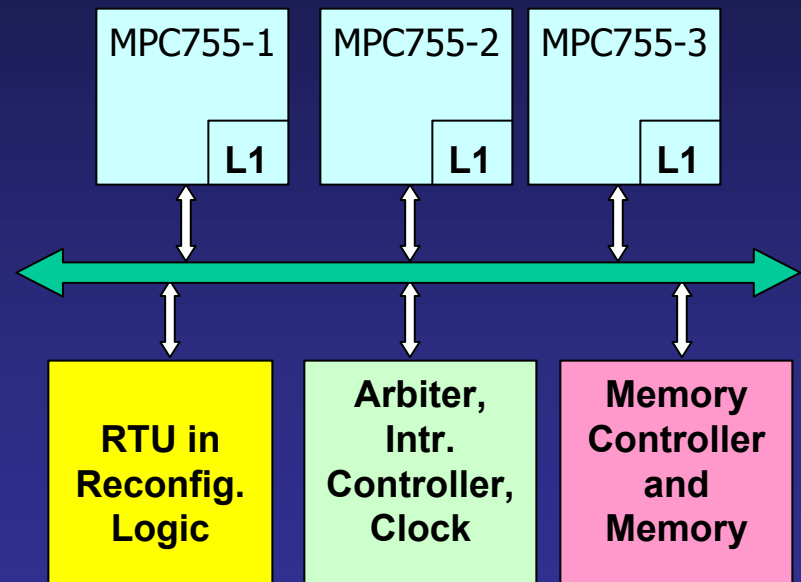 MPC755-1
MPC755-2
MPC755-3
L1
L1
L1
RTU in
Reconfig.
Logic
Arbiter,
Intr.
Controller,
Clock
Memory
Controller
and
Memory